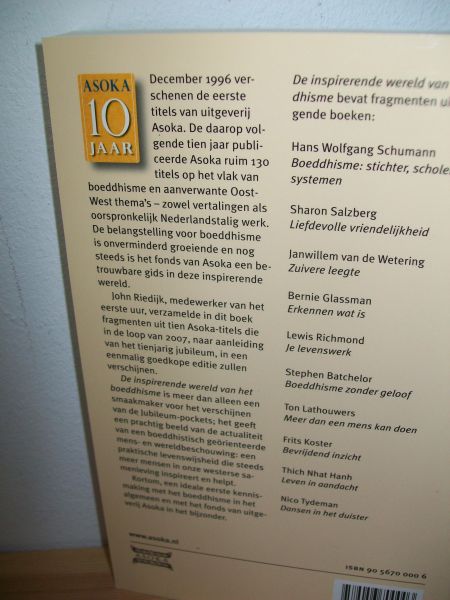 ASOKA
10
JAAR
December 1996 ver-
schenen de eerste
titels van uitgeverij
Asoka. De daarop vol-
gende tien jaar publi-
ceerde Asoka ruim 130
titels op het vlak van
boeddhisme en aanverwante Oost-
West thema's – zowel vertalingen als
oorspronkelijk Nederlandstalig werk.
De belangstelling voor boeddhisme
is onverminderd groeiende en nog
steeds is het fonds van Asoka een be-
trouwbare gids in deze inspirerende
wereld.
John Riedijk, medewerker van het
eerste uur, verzamelde in dit boek
fragmenten uit tien Asoka-titels die
in de loop van 2007, naar aanleiding
van het tienjarig jubileum, in een
eenmalig goedkope editie zullen
verschijnen.
De inspirerende wereld van het
boeddhisme is meer dan alleen een
smaakmaker voor het verschijnen
van de Jubileum-pockets; het geeft
een prachtig beeld van de actualiteit
van een boeddhistisch geörienteerde
mens- en wereldbeschouwing: een
praktische levenswijsheid die steeds
meer mensen in onze westerse sa-
menleving inspireert en helpt.
Kortom, een ideale eerste kennis-
making met het boeddhisme in het
algemeen en met het fonds van uitge-
verij Asoka in het bijzonder.
www.asoka.nl
De inspirerende wereld van
dhisme bevat fragmenten ui
gende boeken:
Hans Wolfgang Schumann
Boeddhisme: stichter, schole
systemen
Sharon Salzberg
Liefdevolle vriendelijkheid
Janwillem van de Wetering
Zuivere leegte
Bernie Glassman
Erkennen wat is
Lewis Richmond
Je levenswerk
Stephen Batchelor
Boeddhisme zonder geloof
Ton Lathouwers
Meer dan een mens kan doen
Frits Koster
Bevrijdend inzicht
Thich Nhat Hanh
Leven in aandacht
Nico Tydeman
Dansen in het duister
ISBN 90 5670 000 6